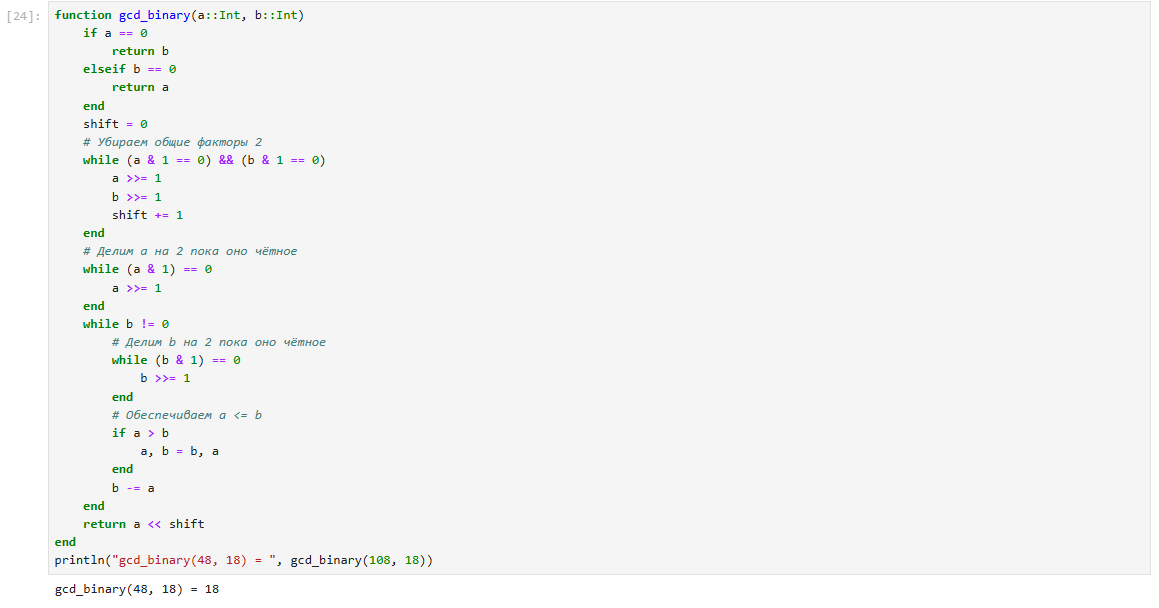 [24]: function gcd_binary(a::Int, b::Int)
    if a == 0
        return b
    elseif b == 0
        return a
    end
    shift = 0
    # Убираем общие факторы 2
    while (a & 1 == 0) && (b & 1 == 0)
        a >>= 1
        b >>= 1
        shift += 1
    end
    # Делим a на 2 пока оно чётное
    while (a & 1) == 0
        a >>= 1
    end
    while b != 0
        # Делим b на 2 пока оно чётное
        while (b & 1) == 0
            b >>= 1
        end
        # Обеспечиваем a <= b
        if a > b
            a, b = b, a
        end
        b -= a
    end
    return a << shift
end
println("gcd_binary(48, 18) = ", gcd_binary(108, 18))
gcd_binary(48, 18) = 18